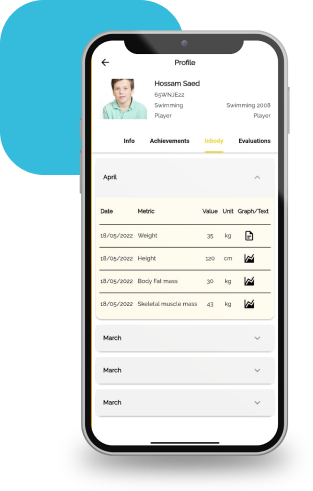 Profile
Hossam Saed
65WNJE22
Swimming Swimming 2008
Player Player
Info Achievements Inbody Evaluations
April
Date Metric Value Unit Graph/Text
18/05/2022 Weight 35 kg
18/05/2022 Height 120 cm
18/05/2022 Body Fat mass 30 kg
18/05/2022 Skeletal muscle mass 43 kg
March
March
March